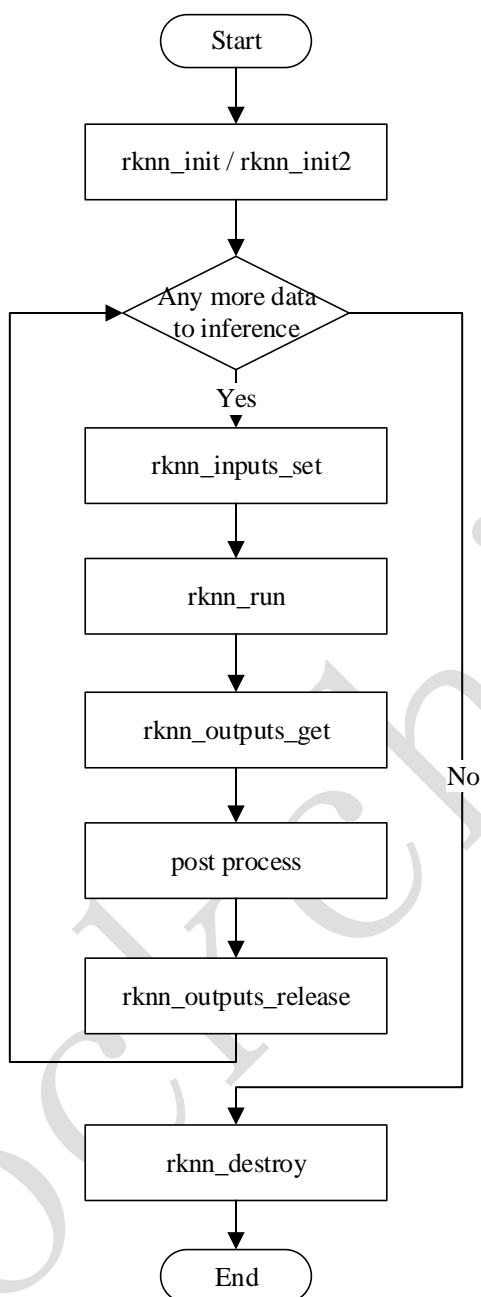 Start
rknn_init / rknn_init2
Any more data
to inference
Yes
rknn_inputs_set
rknn_run
rknn_outputs_get
No
post process
rknn_outputs_release
rknn_destroy
End